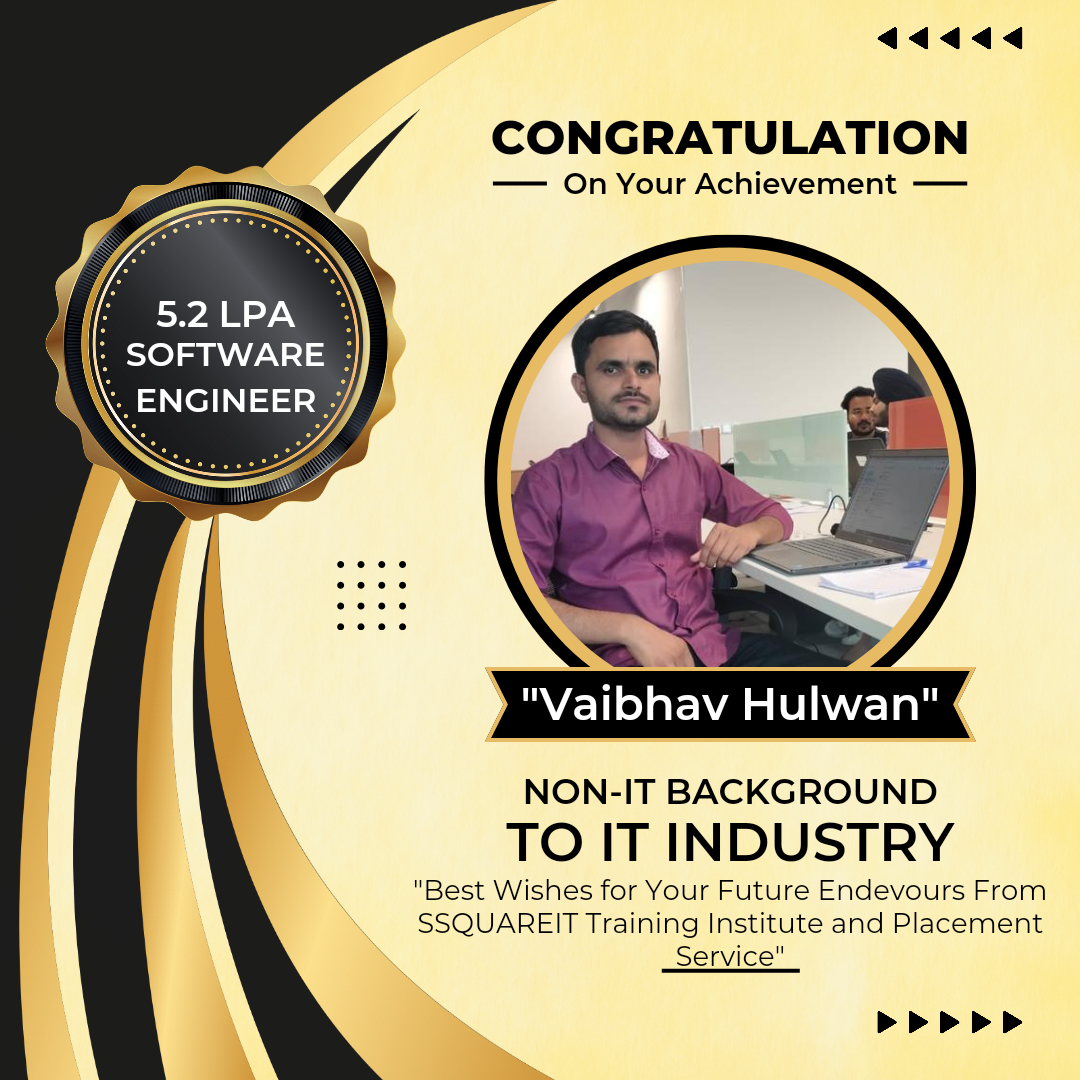 CONGRATULATION
On Your Achievement
5.2 LPA
SOFTWARE
ENGINEER
"Vaibhav Hulwan"
NON-IT BACKGROUND
TO IT INDUSTRY
"Best Wishes for Your Future Endevours From
SSQUAREIT Training Institute and Placement
Service"